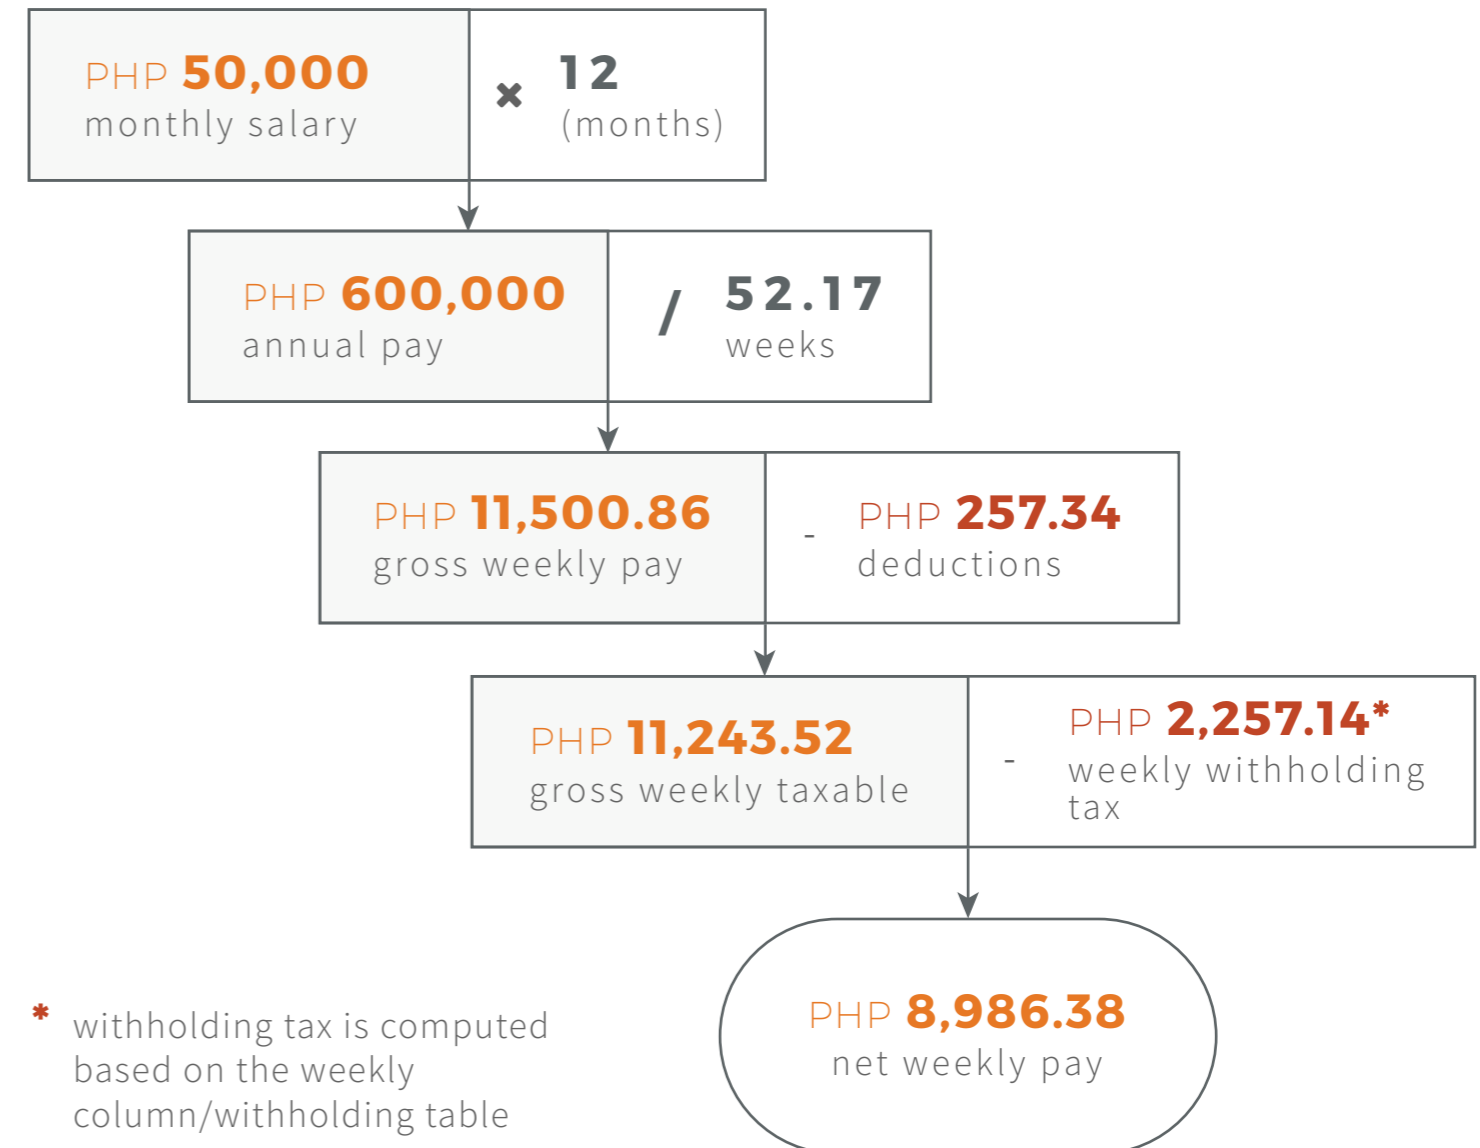 PHP 50,000
monthly salary
× 12
(months)
PHP 600,000
annual pay
/ 52.17
weeks
PHP 11,500.86
gross weekly pay
- PHP 257.34
deductions
PHP 11,243.52
gross weekly taxable
- PHP 2,257.14*
weekly withholding
tax
PHP 8,986.38
net weekly pay
* withholding tax is computed
based on the weekly
column/withholding table